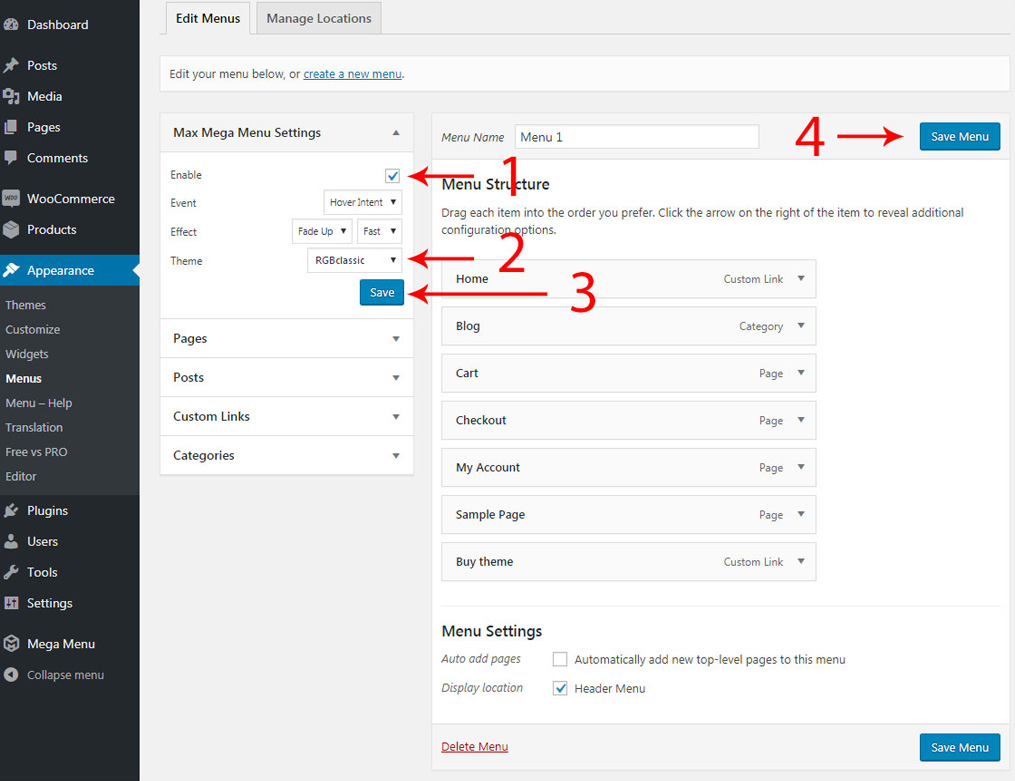 Dashboard
Posts
Media
Pages
Comments
WOO
WooCommerce
Products
Appearance
Themes
Customize
Widgets
Menus
Menu – Help
Translation
Free vs PRO
Editor
Plugins
Users
Tools
Settings
Mega Menu
Collapse menu
Edit Menus
Manage Locations
Edit your menu below, or create a new menu.
Max Mega Menu Settings
Enable
1
Event
Hover Intent
Effect
Fade Up
Fast
Theme
RGBclassic
2
Save
3
Pages
Posts
Custom Links
Categories
Menu Name
Menu 1
4
Save Menu
Menu Structure
Drag each item into the order you prefer. Click the arrow on the right of the item to reveal additional
configuration options.
Home Custom Link
Blog Category
Cart Page
Checkout Page
My Account Page
Sample Page Page
Buy theme Custom Link
Menu Settings
Auto add pages Automatically add new top-level pages to this menu
Display location Header Menu
Delete Menu
Save Menu